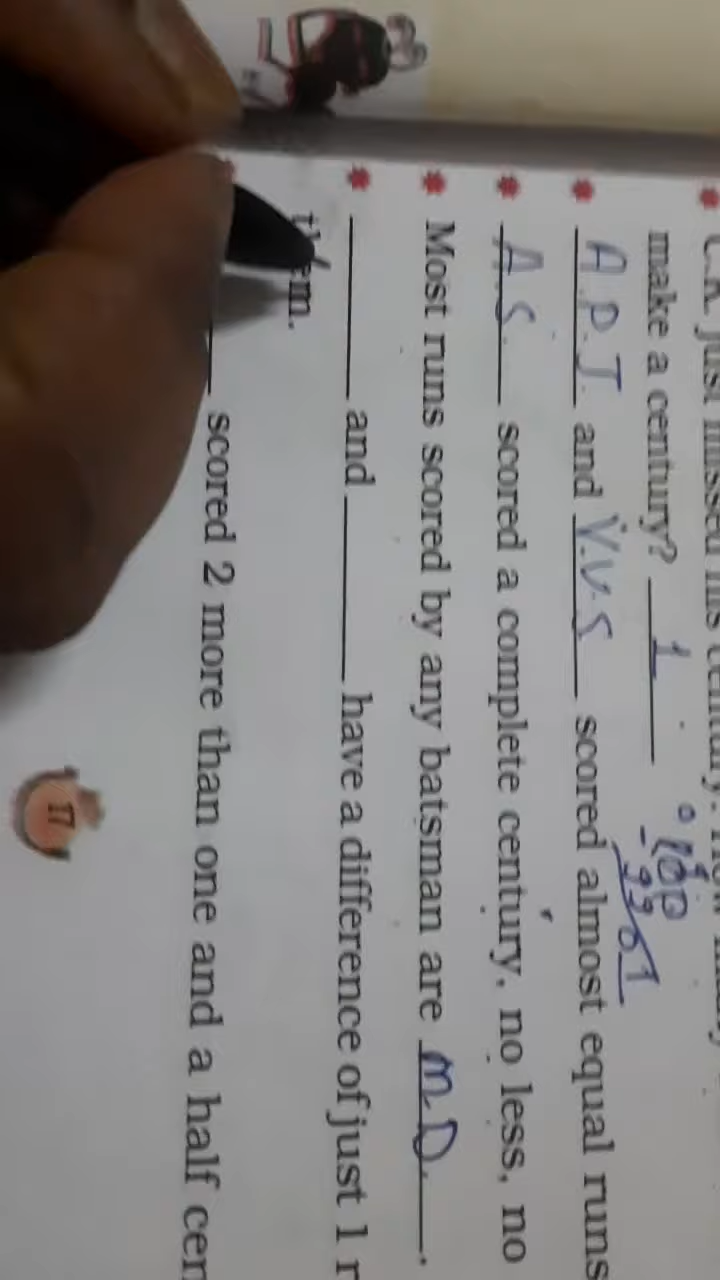 make a century? 1
100
- 99
01
A.P.J. and V.V.S scored almost equal runs
A.S. scored a complete century, no less, no
Most runs scored by any batsman are M.D.
and have a difference of just 1 r
them.
scored 2 more than one and a half cen
17